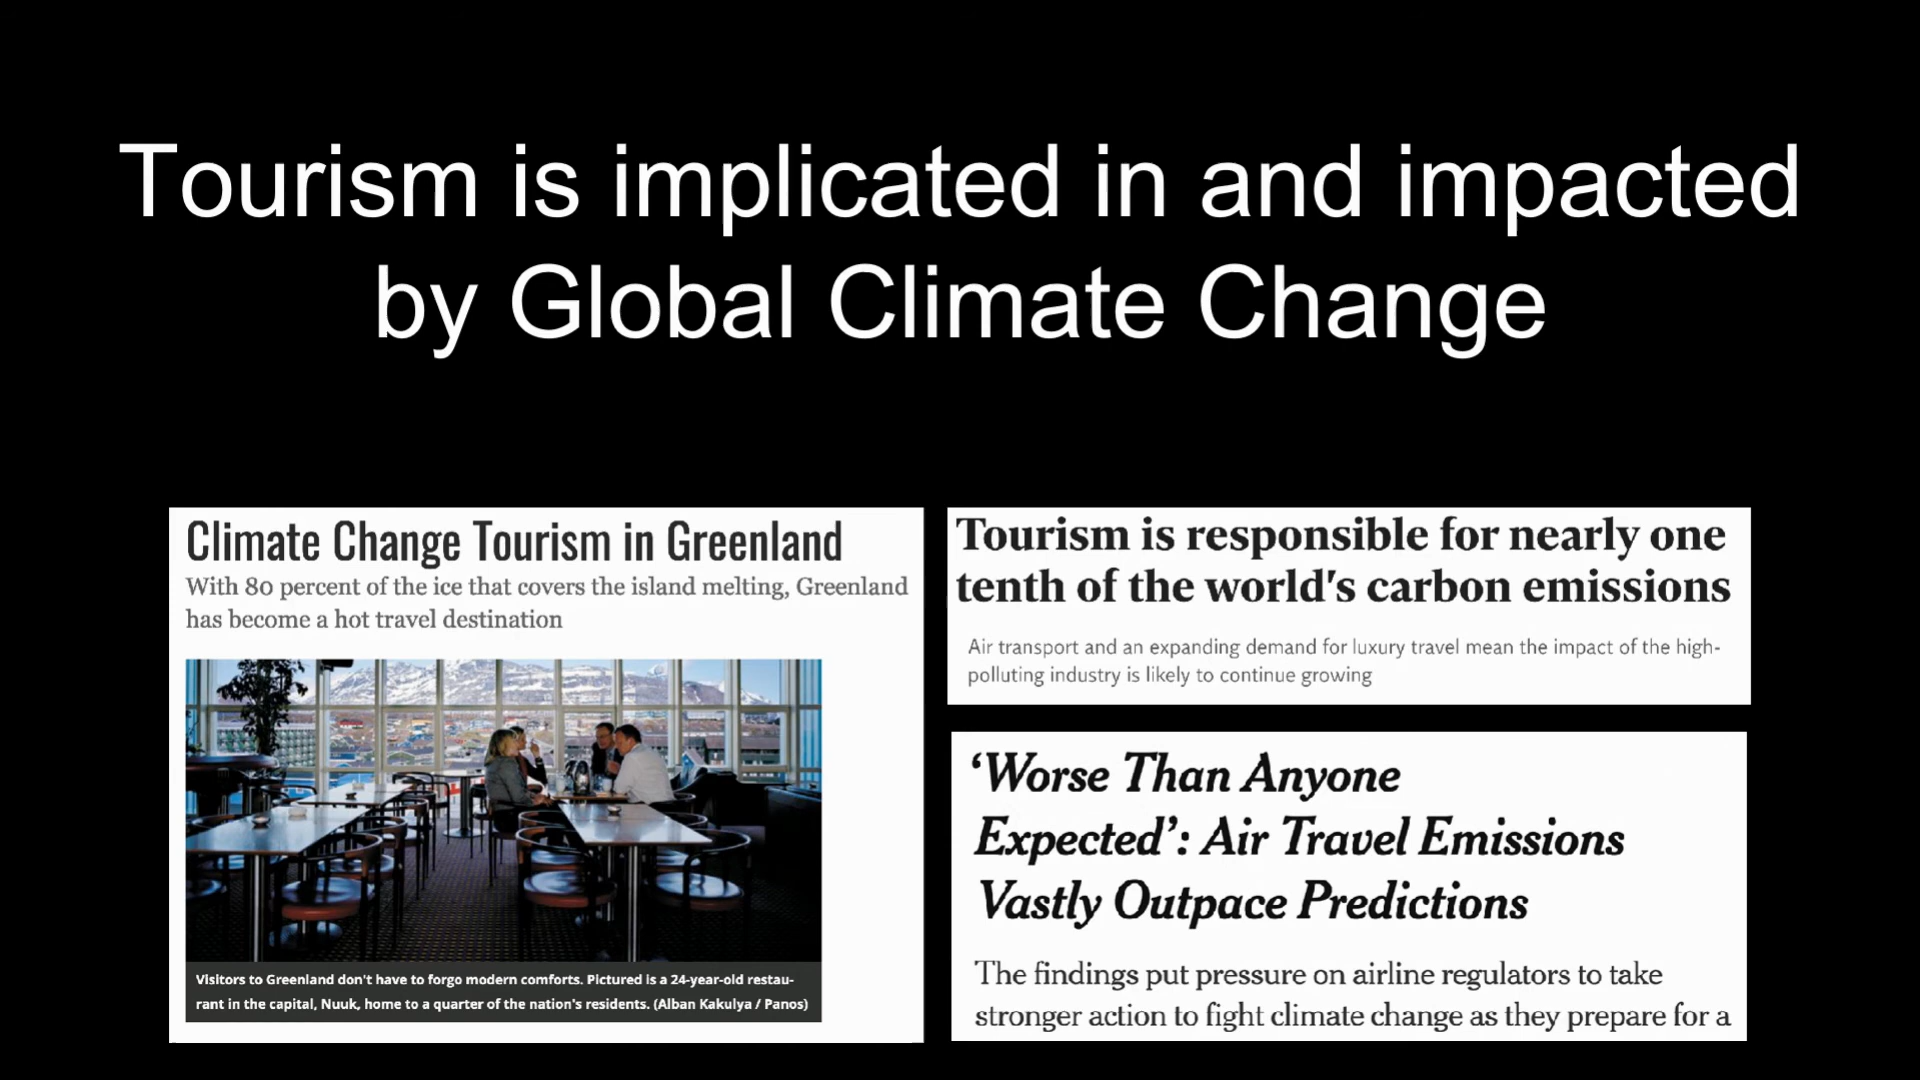 Tourism is implicated in and impacted
by Global Climate Change
Climate Change Tourism in Greenland
With 80 percent of the ice that covers the island melting, Greenland
has become a hot travel destination
Visitors to Greenland don't have to forgo modern comforts. Pictured is a 24-year-old restau-
rant in the capital, Nuuk, home to a quarter of the nation's residents. (Alban Kakulya / Panos)
Tourism is responsible for nearly one
tenth of the world's carbon emissions
Air transport and an expanding demand for luxury travel mean the impact of the high-
polluting industry is likely to continue growing
‘Worse Than Anyone
Expected’: Air Travel Emissions
Vastly Outpace Predictions
The findings put pressure on airline regulators to take
stronger action to fight climate change as they prepare for a